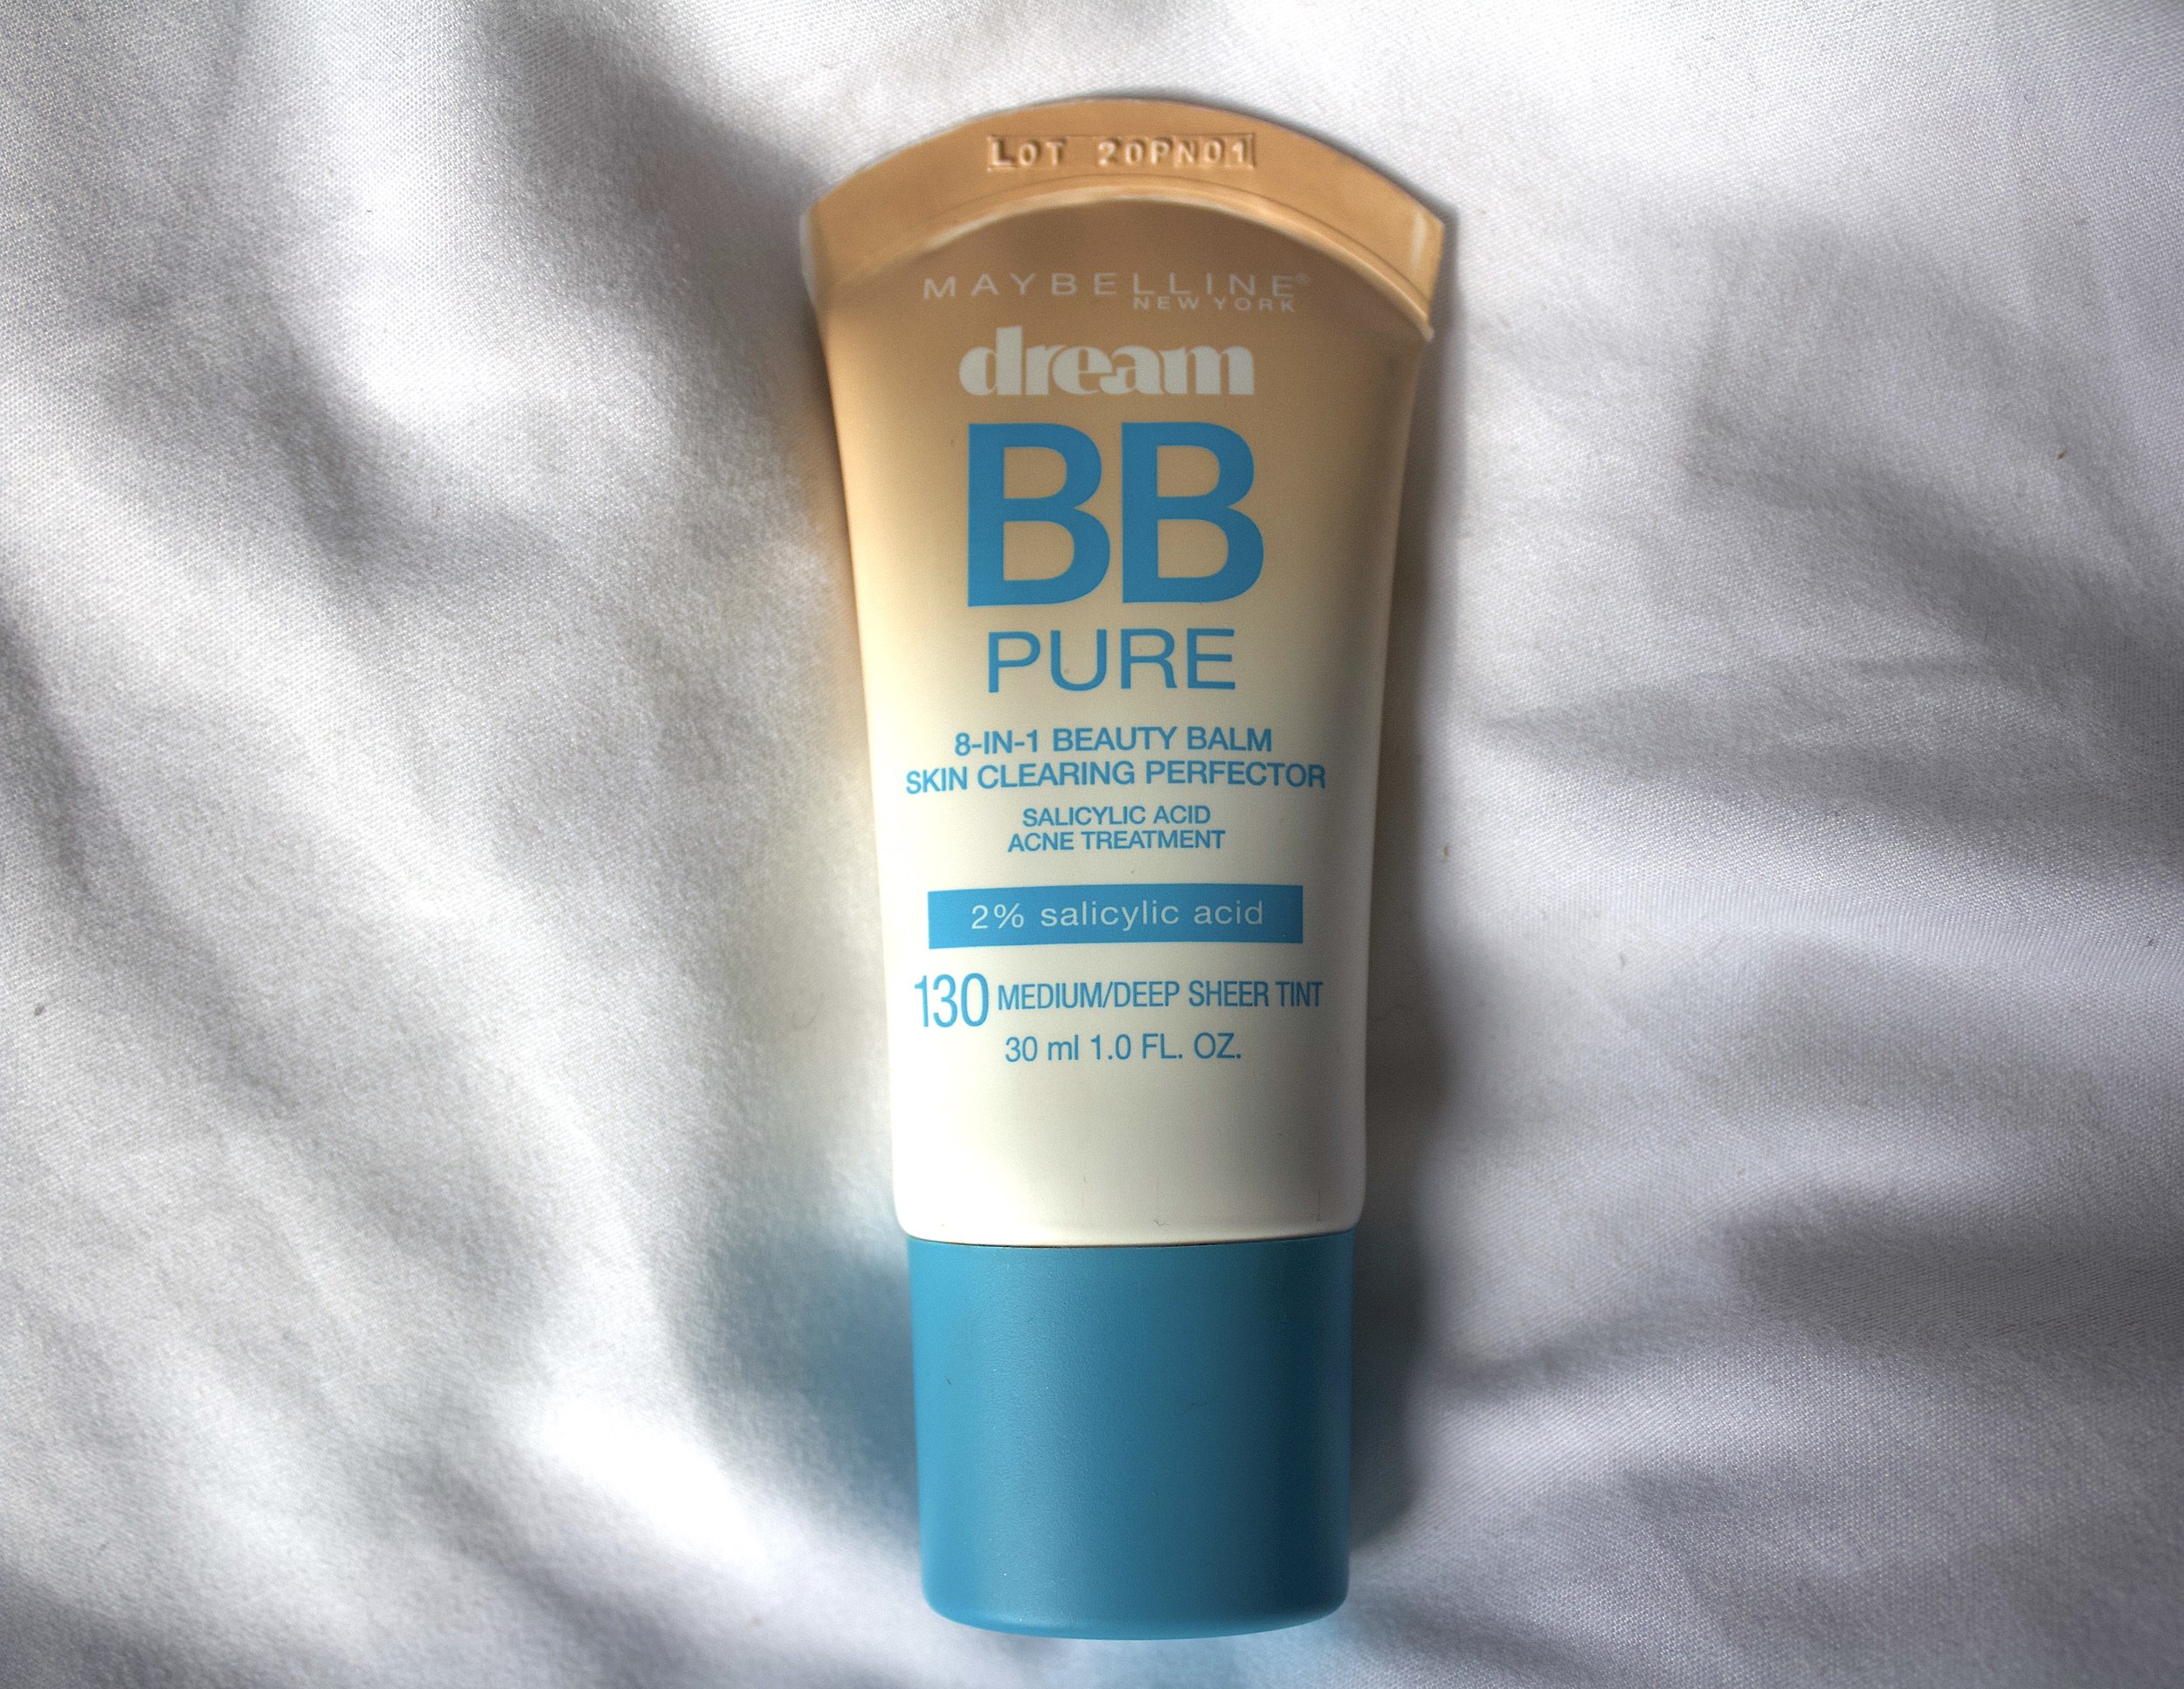 LOT 20PN01
MAYBELLINE®
NEW YORK
dream
BB
PURE
8-IN-1 BEAUTY BALM
SKIN CLEARING PERFECTOR
SALICYLIC ACID
ACNE TREATMENT
2% salicylic acid
130 MEDIUM/DEEP SHEER TINT
30 ml 1.0 FL. OZ.